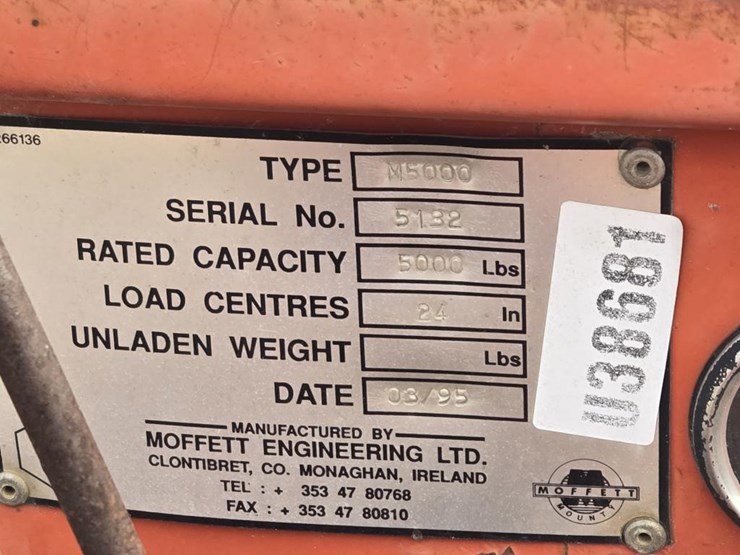 66136
TYPE M5000
SERIAL No. 5132
RATED CAPACITY 5000 Lbs
LOAD CENTRES 24 In
UNLADEN WEIGHT Lbs
DATE 03/95
MANUFACTURED BY
MOFFETT ENGINEERING LTD.
CLONTIBRET, CO. MONAGHAN, IRELAND
TEL : + 353 47 80768
FAX : + 353 47 80810
038681
MOFFETT
MOUNTY